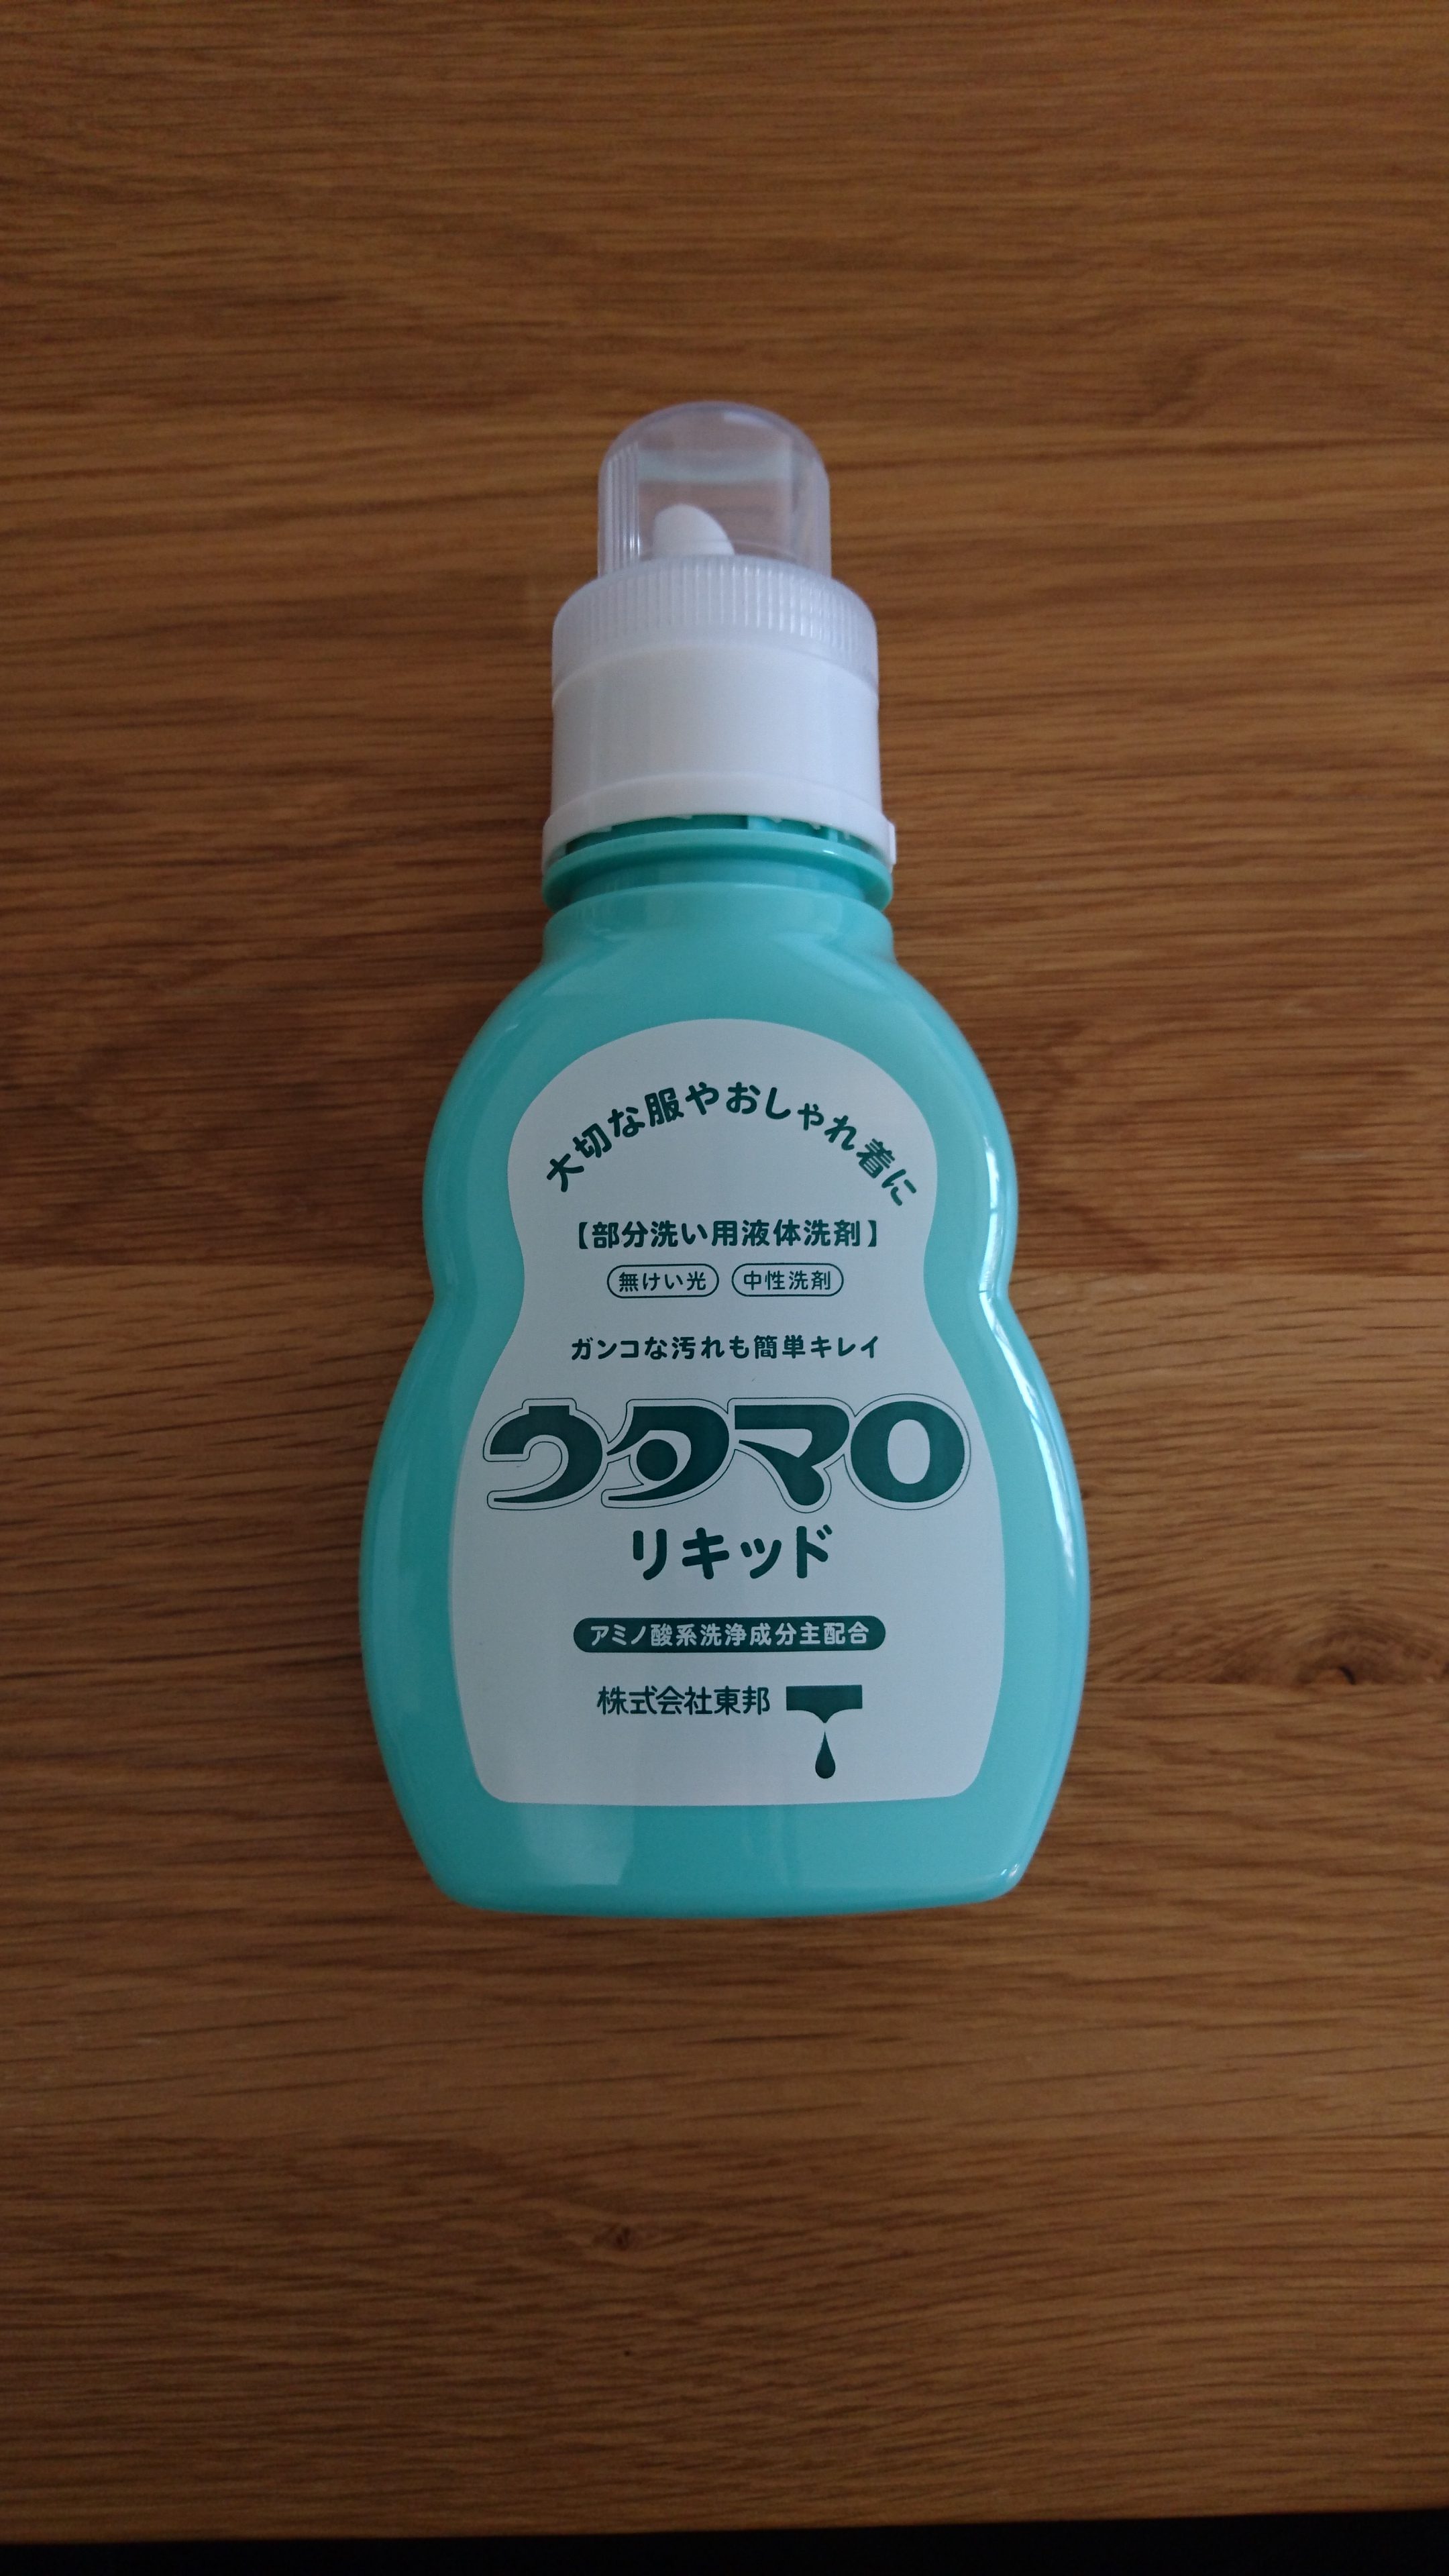 大切な服やおしゃれ着に
【部分洗い用液体洗剤】
無けい光 中性洗剤
ガンコな汚れも簡単キレイ
ウタマロ
リキッド
アミノ酸系洗浄成分主配合
株式会社東邦